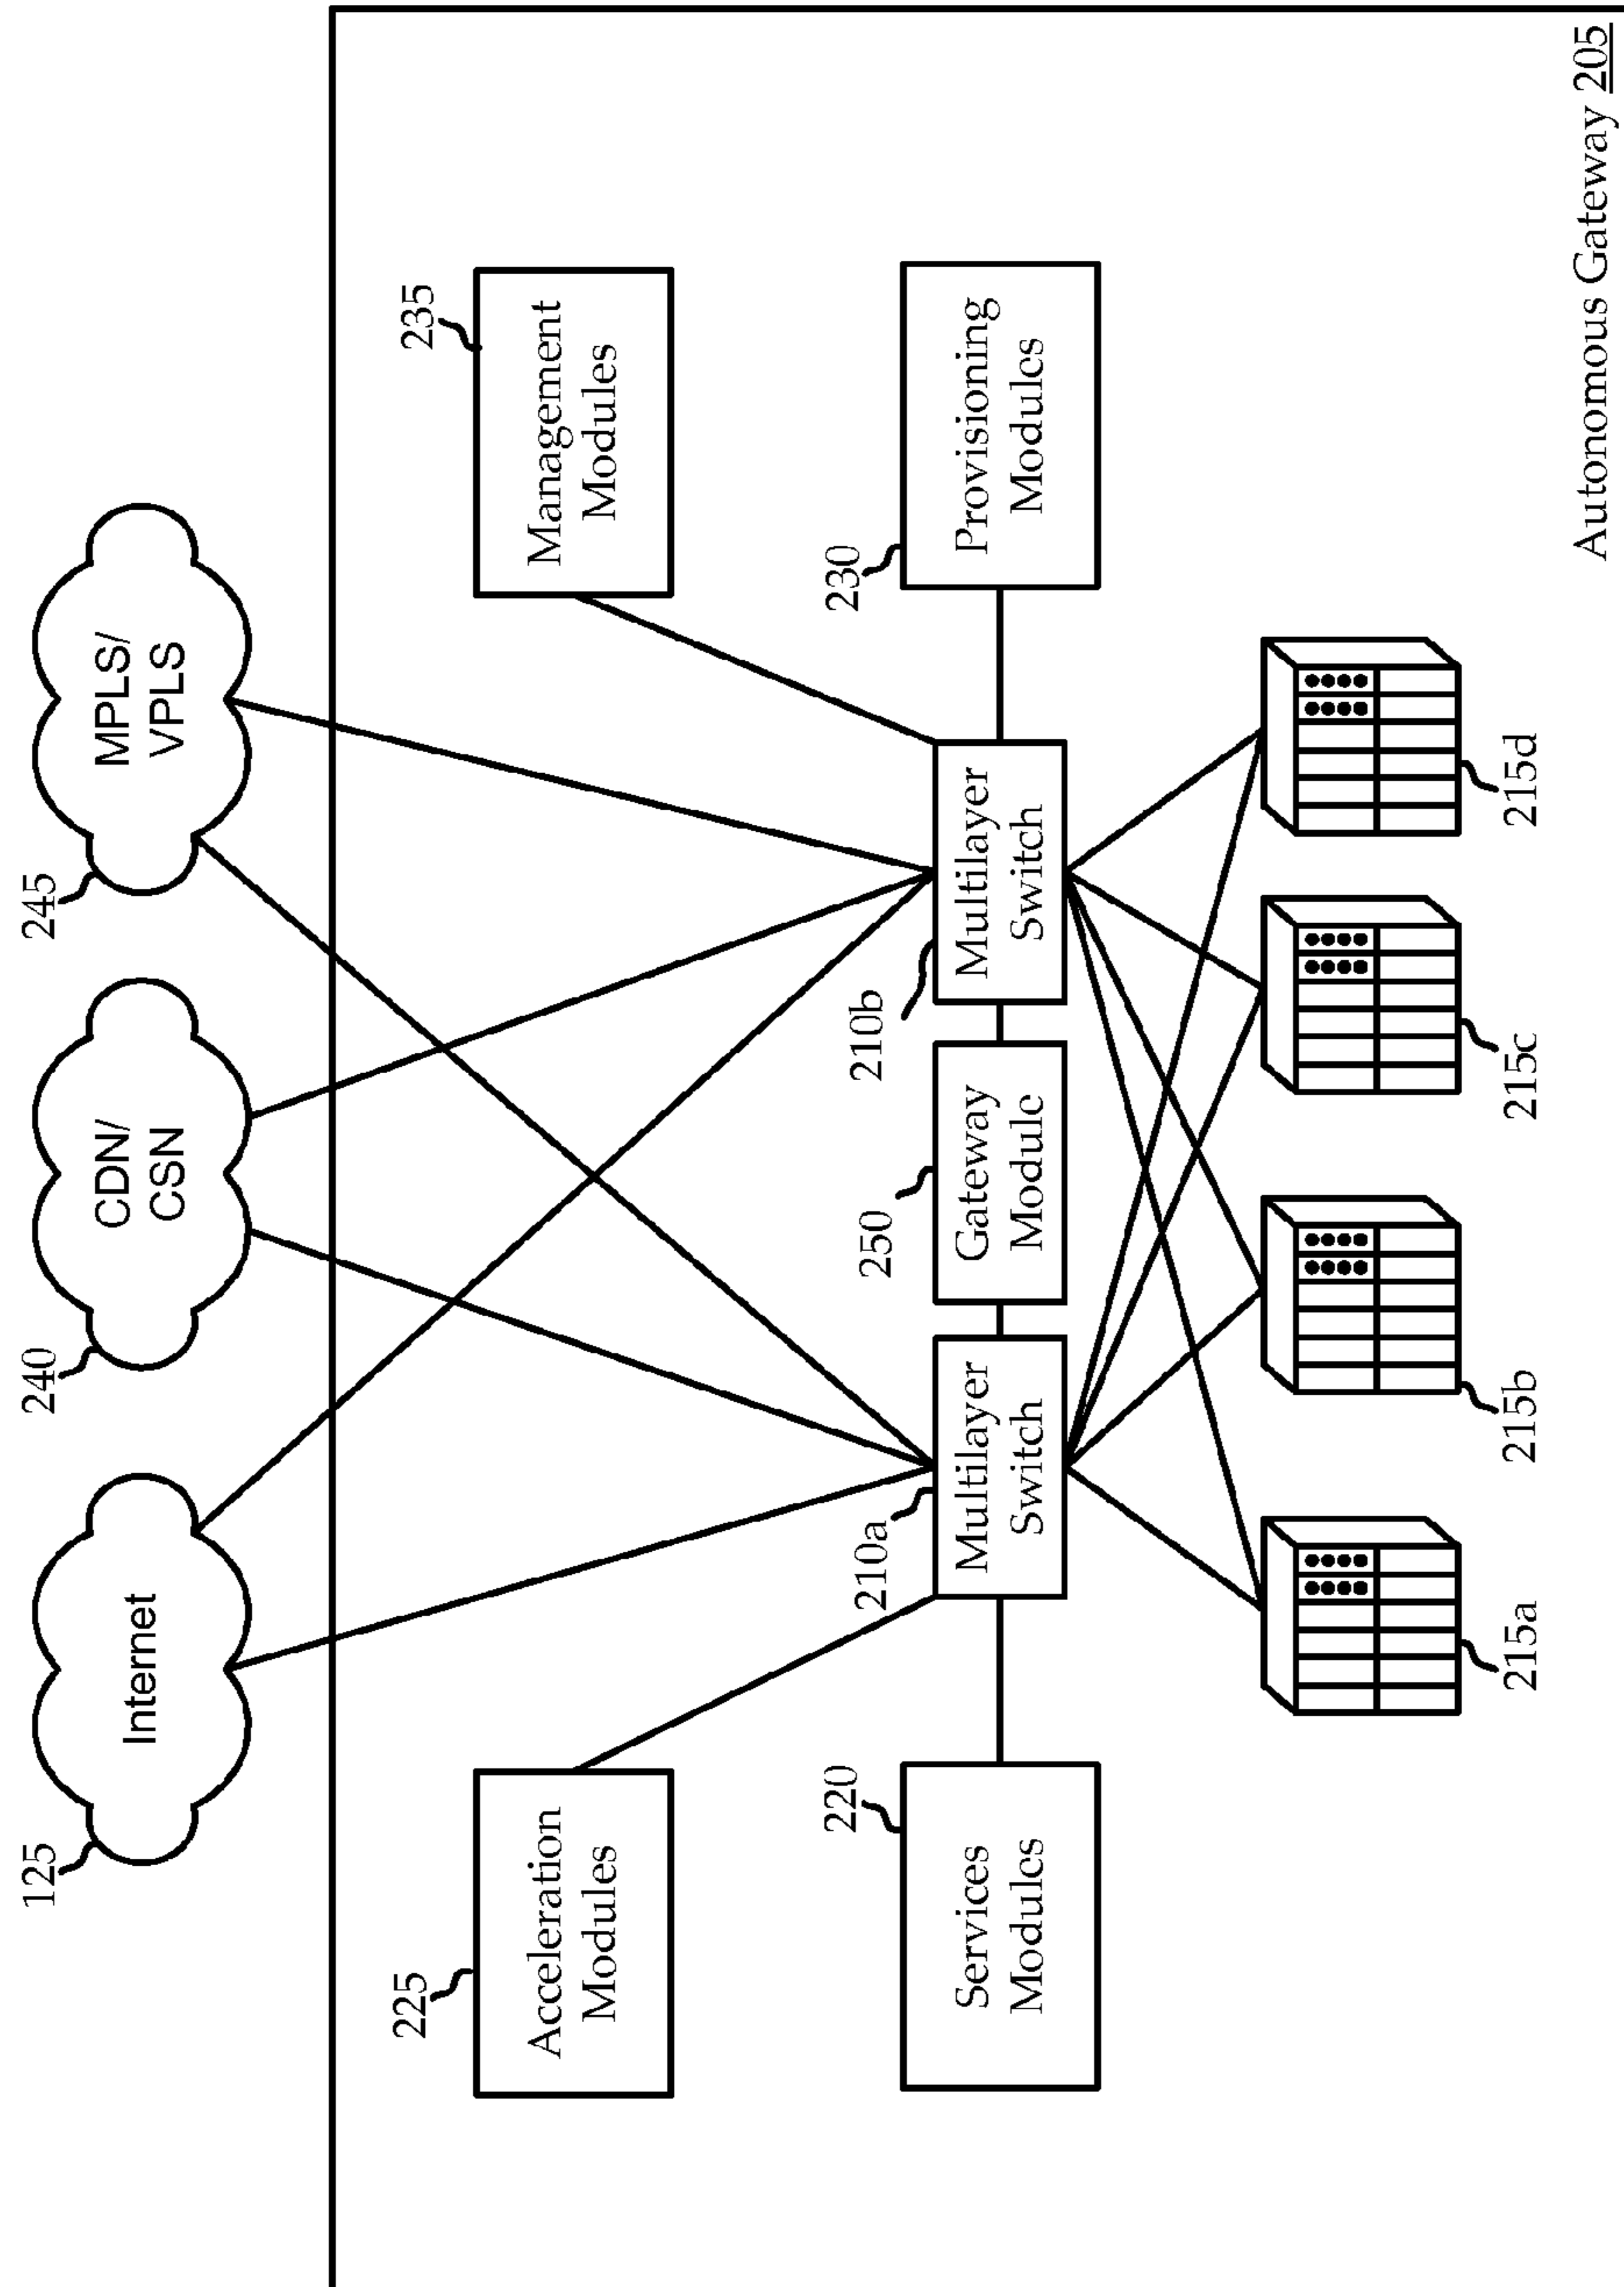 125
Internet
240
CDN/
CSN
245
MPLS/
VPLS
225
Acceleration
Modules
235
Management
Modules
220
Services
Modules
210a
Multilayer
Switch
250
Gateway
Module
210b
Multilayer
Switch
230
Provisioning
Modules
215a
215b
215c
215d
Autonomous Gateway 205